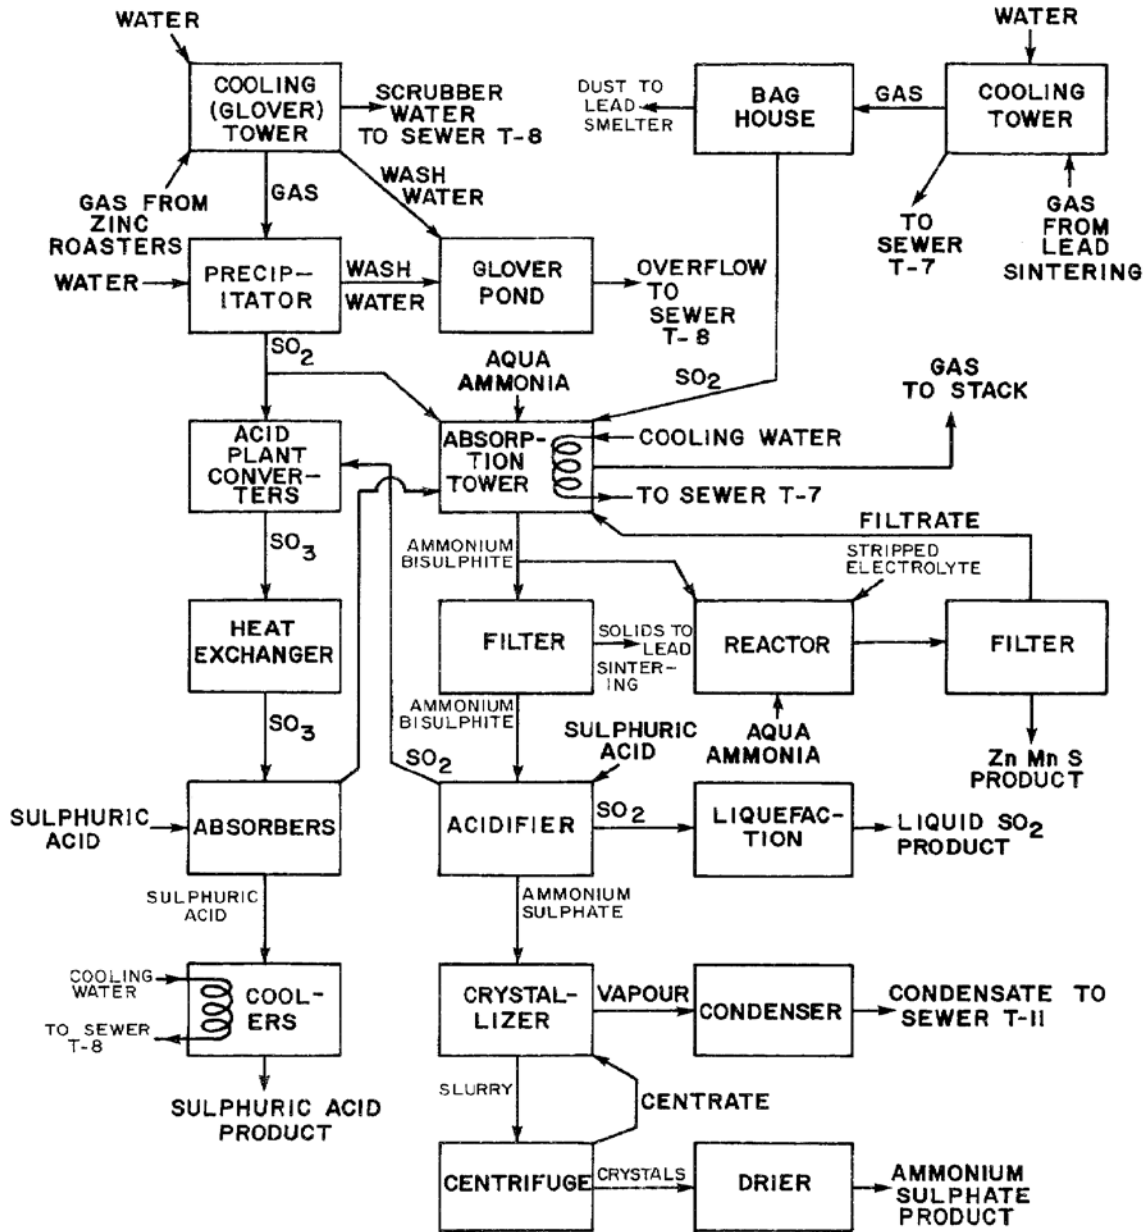 WATER
COOLING
(GLOVER)
TOWER
SCRUBBER
WATER
TO SEWER T-8
DUST TO
LEAD
SMELTER
BAG
HOUSE
GAS
WATER
COOLING
TOWER
GAS FROM
ZINC
ROASTERS
GAS
WASH
WATER
TO
SEWER
T-7
GAS
FROM
LEAD
SINTERING
WATER
PRECIP-
ITATOR
WASH
WATER
GLOVER
POND
OVERFLOW
TO
SEWER
T-8
SO2
AQUA
AMMONIA
SO2
GAS
TO STACK
ACID
PLANT
CONVER-
TERS
ABSORP-
TION
TOWER
COOLING WATER
TO SEWER T-7
FILTRATE
SO3
AMMONIUM
BISULPHITE
STRIPPED
ELECTROLYTE
HEAT
EXCHANGER
FILTER
SOLIDS TO
LEAD
SINTER-
ING
REACTOR
FILTER
SO3
AMMONIUM
BISULPHITE
SO2
SULPHURIC
ACID
AQUA
AMMONIA
Zn Mn S
PRODUCT
SULPHURIC
ACID
ABSORBERS
ACIDIFIER
SO2
LIQUEFAC-
TION
LIQUID SO2
PRODUCT
SULPHURIC
ACID
AMMONIUM
SULPHATE
COOLING
WATER
TO SEWER
T-8
COOL-
ERS
CRYSTAL-
LIZER
VAPOUR
CONDENSER
CONDENSATE TO
SEWER T-11
SULPHURIC ACID
PRODUCT
SLURRY
CENTRATE
CENTRIFUGE
CRYSTALS
DRIER
AMMONIUM
SULPHATE
PRODUCT